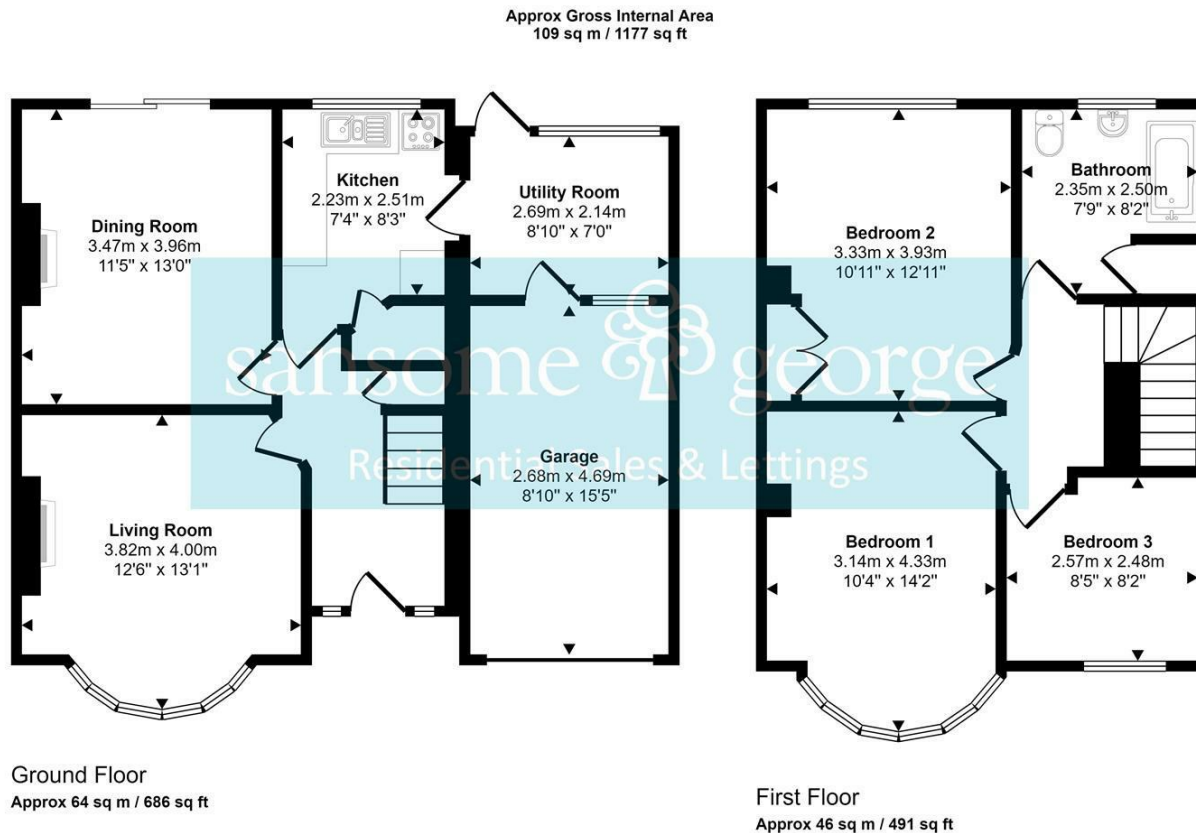 Approx Gross Internal Area
109 sq m / 1177 sq ft
Dining Room
3.47m x 3.96m
11'5" x 13'0"
Kitchen
2.23m x 2.51m
7'4" x 8'3"
Utility Room
2.69m x 2.14m
8'10" x 7'0"
Living Room
3.82m x 4.00m
12'6" x 13'1"
Garage
2.68m x 4.69m
8'10" x 15'5"
Ground Floor
Approx 64 sq m / 686 sq ft
Bedroom 2
3.33m x 3.93m
10'11" x 12'11"
Bathroom
2.35m x 2.50m
7'9" x 8'2"
Bedroom 1
3.14m x 4.33m
10'4" x 14'2"
Bedroom 3
2.57m x 2.48m
8'5" x 8'2"
First Floor
Approx 46 sq m / 491 sq ft
sansome george
Residential Sales & Lettings